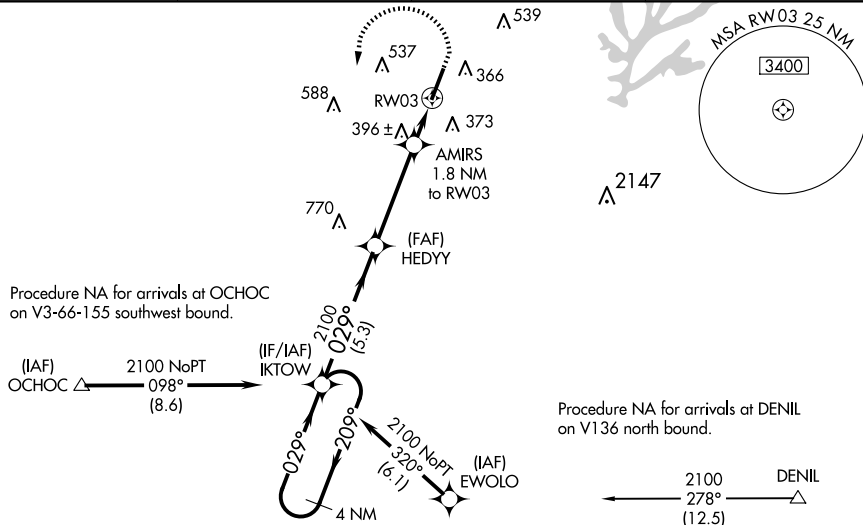 539
MSA RW03 25 NM
3400
537
366
588
RW03
396 ±
373
AMIRS
1.8 NM
to RW03
2147
770
(FAF)
HEDYY
Procedure NA for arrivals at OCHOC
on V3-66-155 southwest bound.
2100
029°
(5.3)
(IF/IAF)
IKTOW
(IAF)
OCHOC
2100 NoPT
098°
(8.6)
029°
209°
4 NM
2100 NoPT
320°
(6.1)
(IAF)
EWOLO
Procedure NA for arrivals at DENIL
on V136 north bound.
2100
278°
(12.5)
DENIL